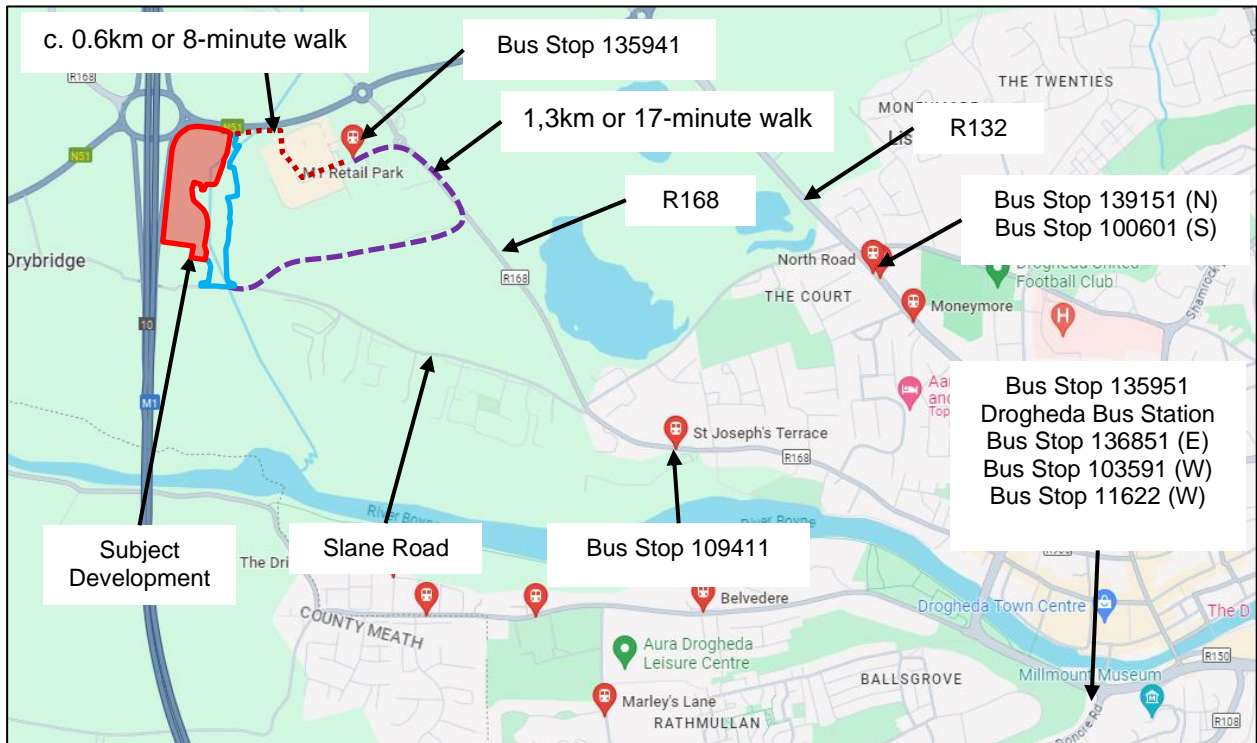 c. 0.6km or 8-minute walk
Bus Stop 135941
R168
THE TWENTIES
1,3km or 17-minute walk
R132
N51
N51
M1 Retail Park
R168
Bus Stop 139151 (N)
Bus Stop 100601 (S)
Drybridge
R168
North Road
Drogheda United
Football Club
THE COURT
Moneymore
H
10
M1
St Joseph's Terrace
R168
Bus Stop 135951
Drogheda Bus Station
Bus Stop 136851 (E)
Bus Stop 103591 (W)
Bus Stop 11622 (W)
River Boyne
River Boyne
Subject
Development
Slane Road
Bus Stop 109411
Belvedere
COUNTY MEATH
Drogheda Town Centre
The D
Aura Drogheda
Leisure Centre
BALLSGROVE
Millmount Museum
R150
Marley's Lane
RATHMULLAN
R108